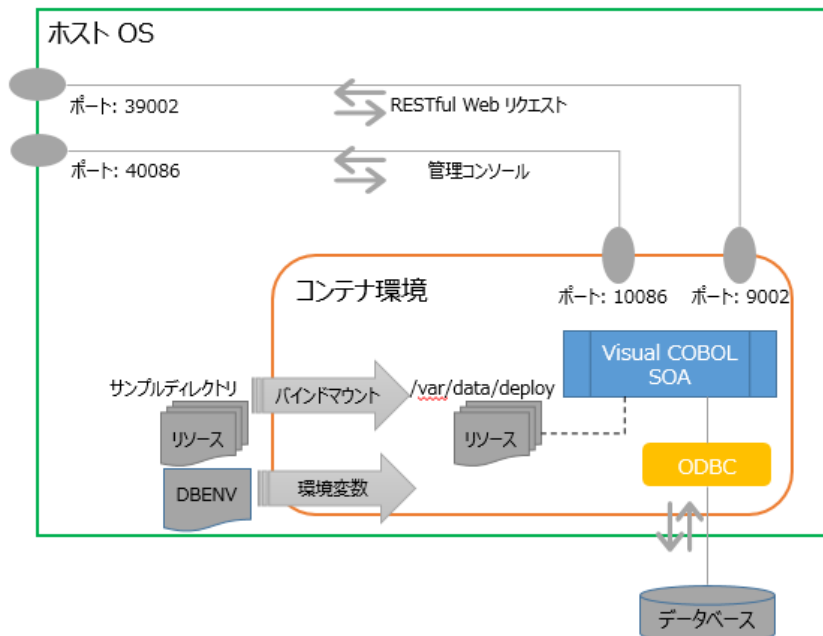 ホスト OS
ポート: 39002
RESTful Web リクエスト
ポート: 40086
管理コンソール
コンテナ環境
ポート: 10086
ポート: 9002
Visual COBOL
SOA
サンプルディレクトリ
バインドマウント
/var/data/deploy
リソース
リソース
ODBC
DBENV
環境変数
データベース